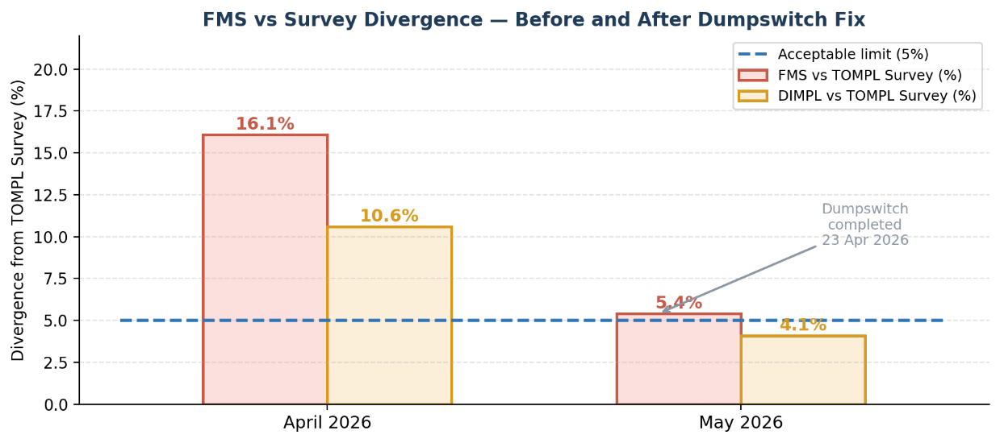 FMS vs Survey Divergence — Before and After Dumpswitch Fix
Divergence from TOMPL Survey (%)
20.0
17.5
15.0
12.5
10.0
7.5
5.0
2.5
0.0
Acceptable limit (5%)
FMS vs TOMPL Survey (%)
DIMPL vs TOMPL Survey (%)
16.1%
10.6%
Dumpswitch
completed
23 Apr 2026
5.4%
4.1%
April 2026
May 2026